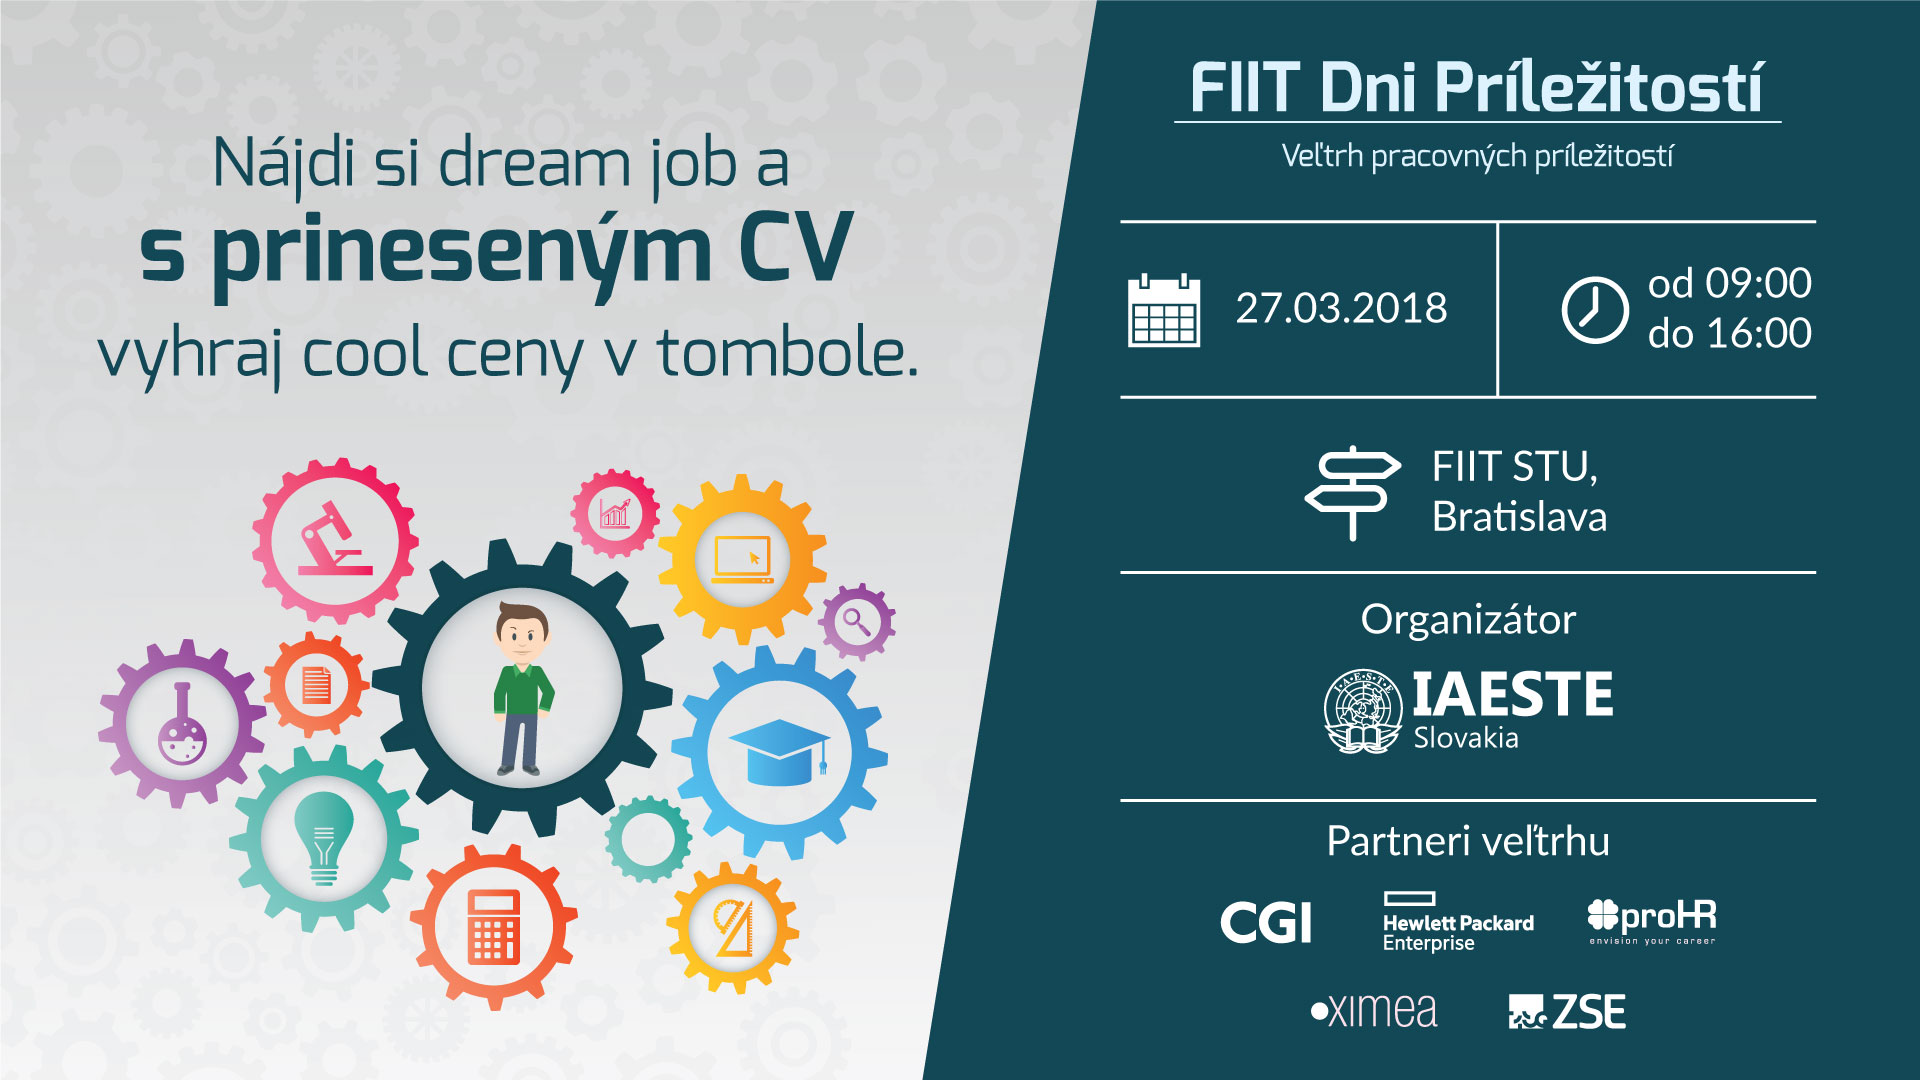 Nájdi si dream job a
s prineseným CV
vyhraj cool ceny v tombole.
FIIT Dni Príležitostí
Veľtrh pracovných príležitostí
27.03.2018
od 09:00
do 16:00
FIIT STU,
Bratislava
Organizátor
I.A.E.S.T.E
IAESTE
Slovakia
Partneri veľtrhu
CGI
Hewlett Packard
Enterprise
proHR
envision your career
XIMEA
ZSE